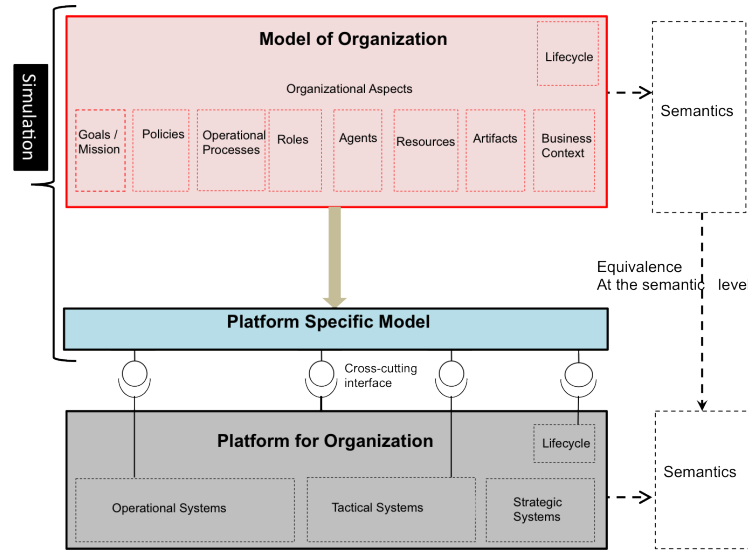 Simulation
Model of Organization
Lifecycle
Organizational Aspects
Goals /
Mission
Policies
Operational
Processes
Roles
Agents
Resources
Artifacts
Business
Context
Semantics
Equivalence
At the semantic level
Platform Specific Model
Cross-cutting
interface
Platform for Organization
Lifecycle
Operational Systems
Tactical Systems
Strategic
Systems
Semantics